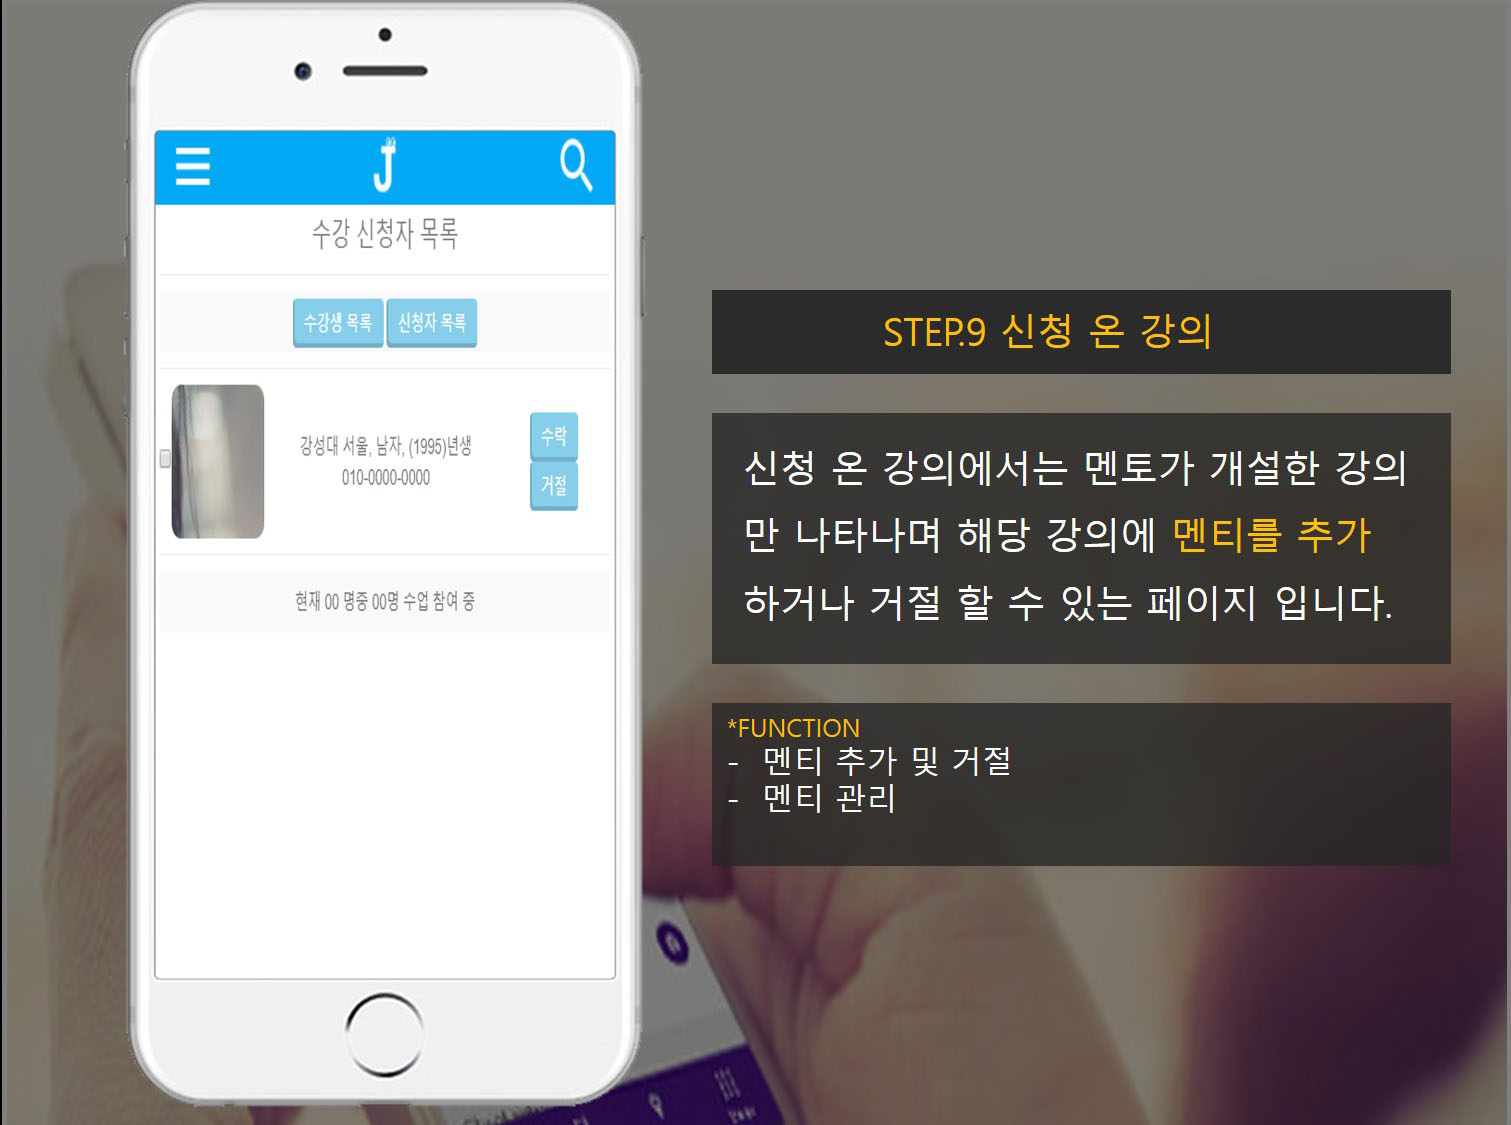 J
수강 신청자 목록
수강생 목록 신청자 목록
강성대 서울, 남자, (1995)년생
010-0000-0000
수락
거절
현재 00 명중 00명 수업 참여 중
STEP.9 신청 온 강의
신청 온 강의에서는 멘토가 개설한 강의
만 나타나며 해당 강의에 멘티를 추가
하거나 거절 할 수 있는 페이지 입니다.
*FUNCTION
- 멘티 추가 및 거절
- 멘티 관리